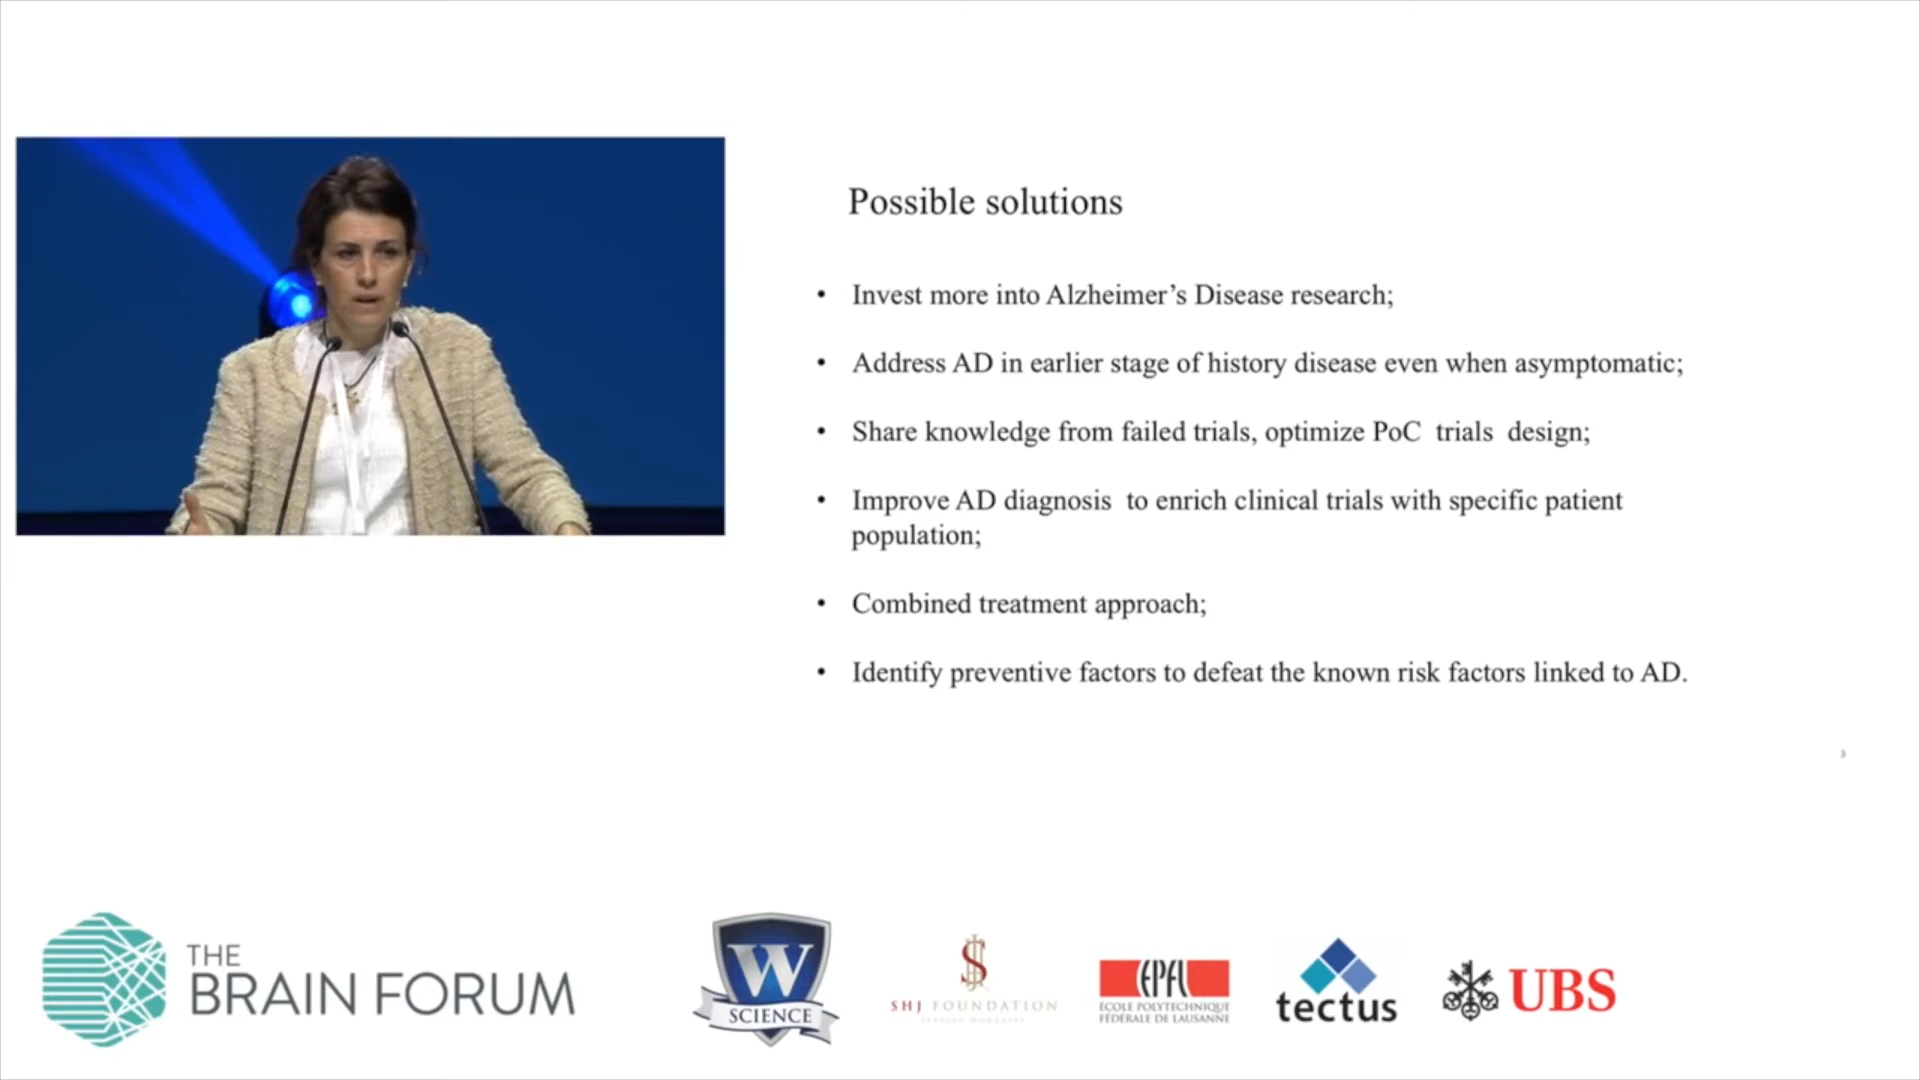 Possible solutions
• Invest more into Alzheimer’s Disease research;
• Address AD in earlier stage of history disease even when asymptomatic;
• Share knowledge from failed trials, optimize PoC  trials  design;
• Improve AD diagnosis  to enrich clinical trials with specific patient
population;
• Combined treatment approach;
• Identify preventive factors to defeat the known risk factors linked to AD.
3
THE
BRAIN FORUM
W
SCIENCE
SHJ FOUNDATION
EPFL
ÉCOLE POLYTECHNIQUE
FÉDÉRALE DE LAUSANNE
tectus
UBS